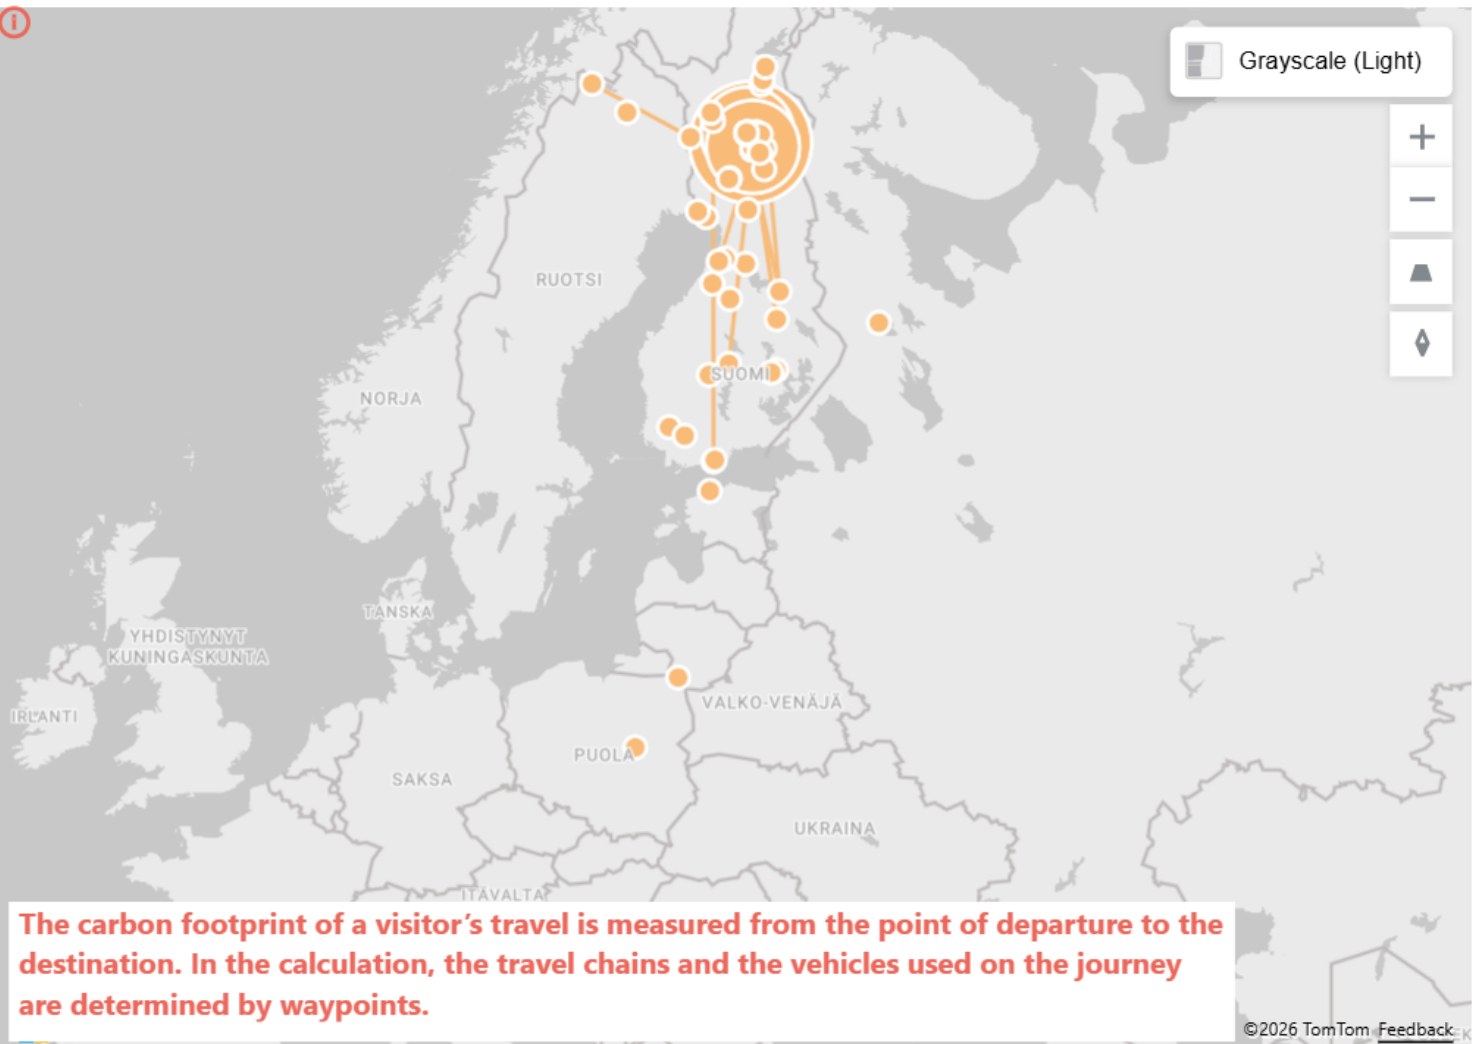 i
Grayscale (Light)
RUOTSI
NORJA
SUOMI
TANSKA
YHDISTYNYT
KUNINGASKUNTA
IRLANTI
VALKO-VENÄJÄ
PUOLA
SAKSA
UKRAINA
ITÄVALTA
The carbon footprint of a visitor’s travel is measured from the point of departure to the
destination. In the calculation, the travel chains and the vehicles used on the journey
are determined by waypoints.
©2026 TomTom Feedback